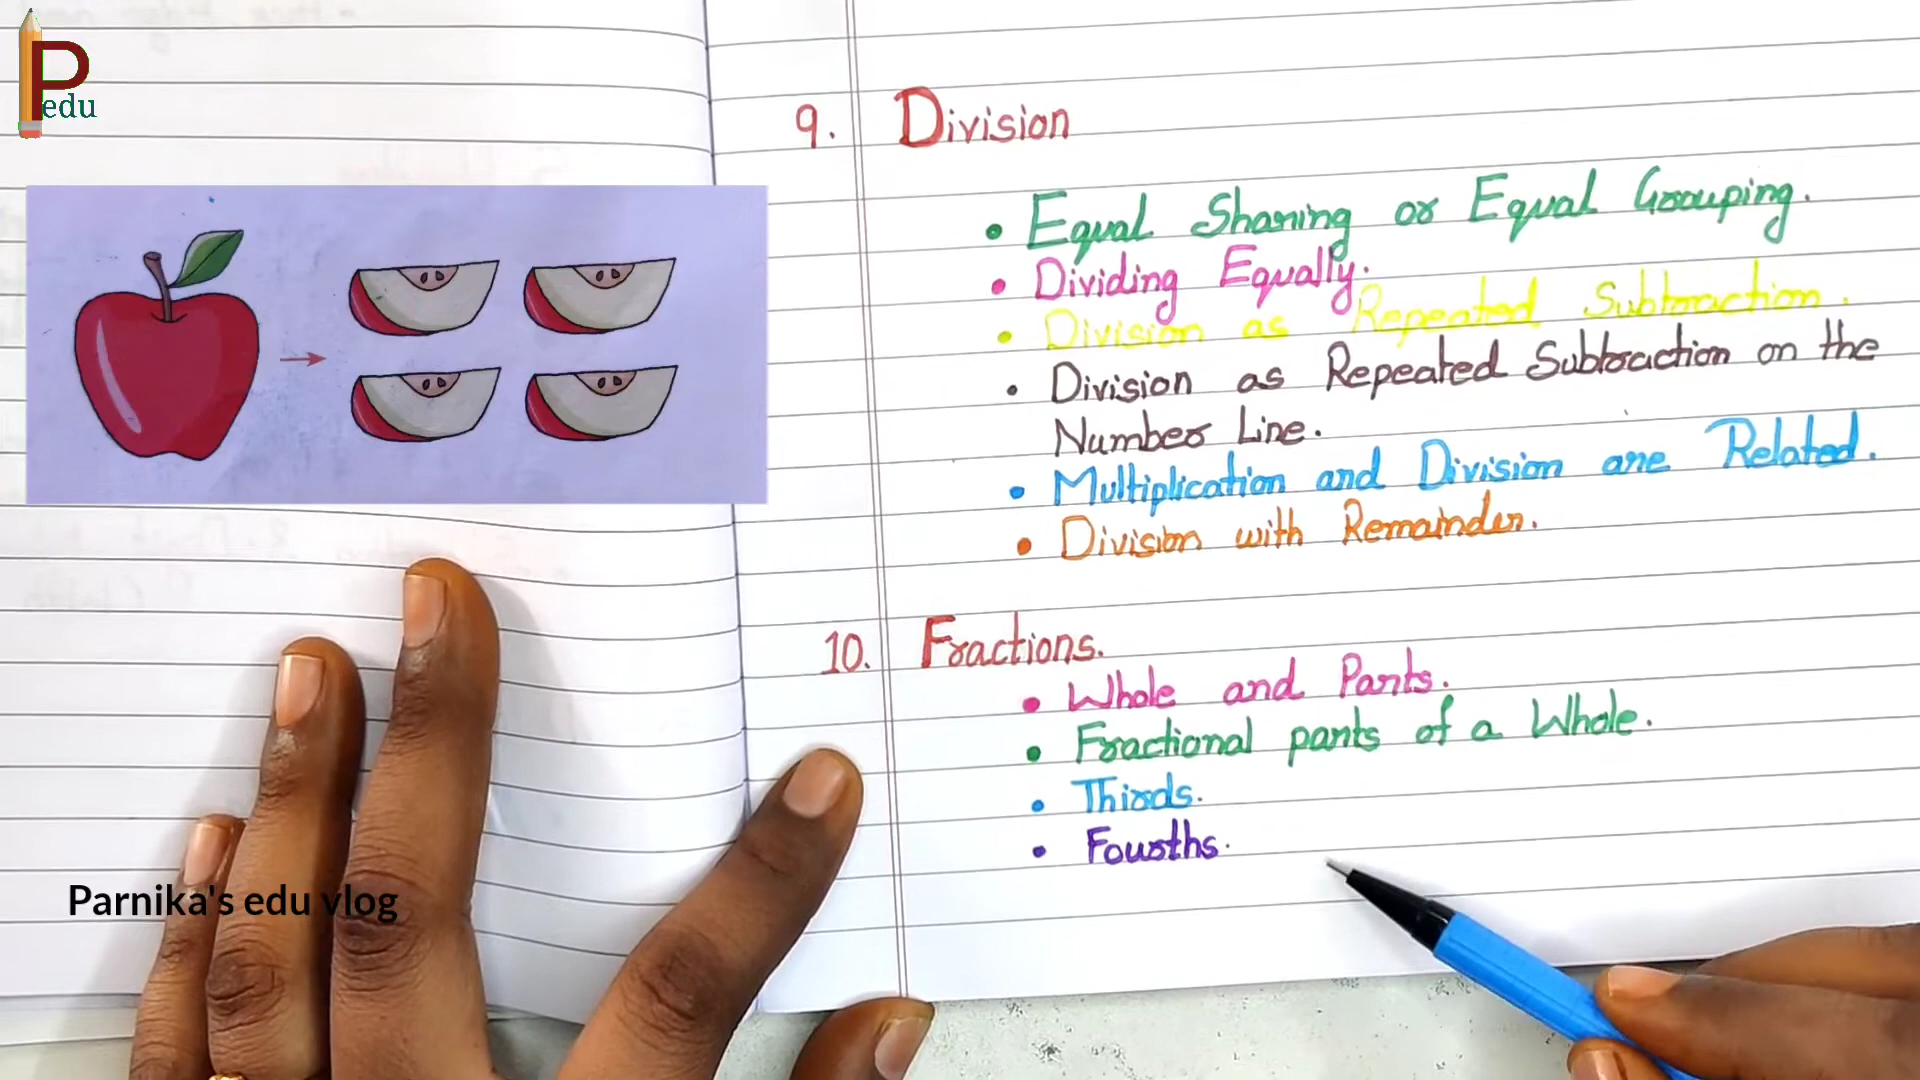 P
edu
9. Division
• Equal Sharing or Equal Grouping.
• Dividing Equally.
• Division as Repeated Subtraction.
• Division as Repeated Subtraction on the
Number Line.
• Multiplication and Division are Related.
• Division with Remainder.
10. Fractions.
• Whole and Parts.
• Fractional parts of a Whole.
• Thirds.
• Fourths.
Parnika's edu vlog